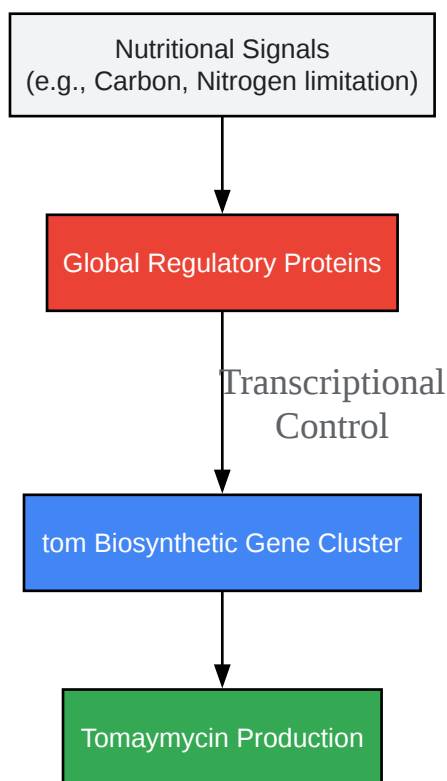 Nutritional Signals
(e.g., Carbon, Nitrogen limitation)
Global Regulatory Proteins
Transcriptional
Control
tom Biosynthetic Gene Cluster
Tomaymycin Production